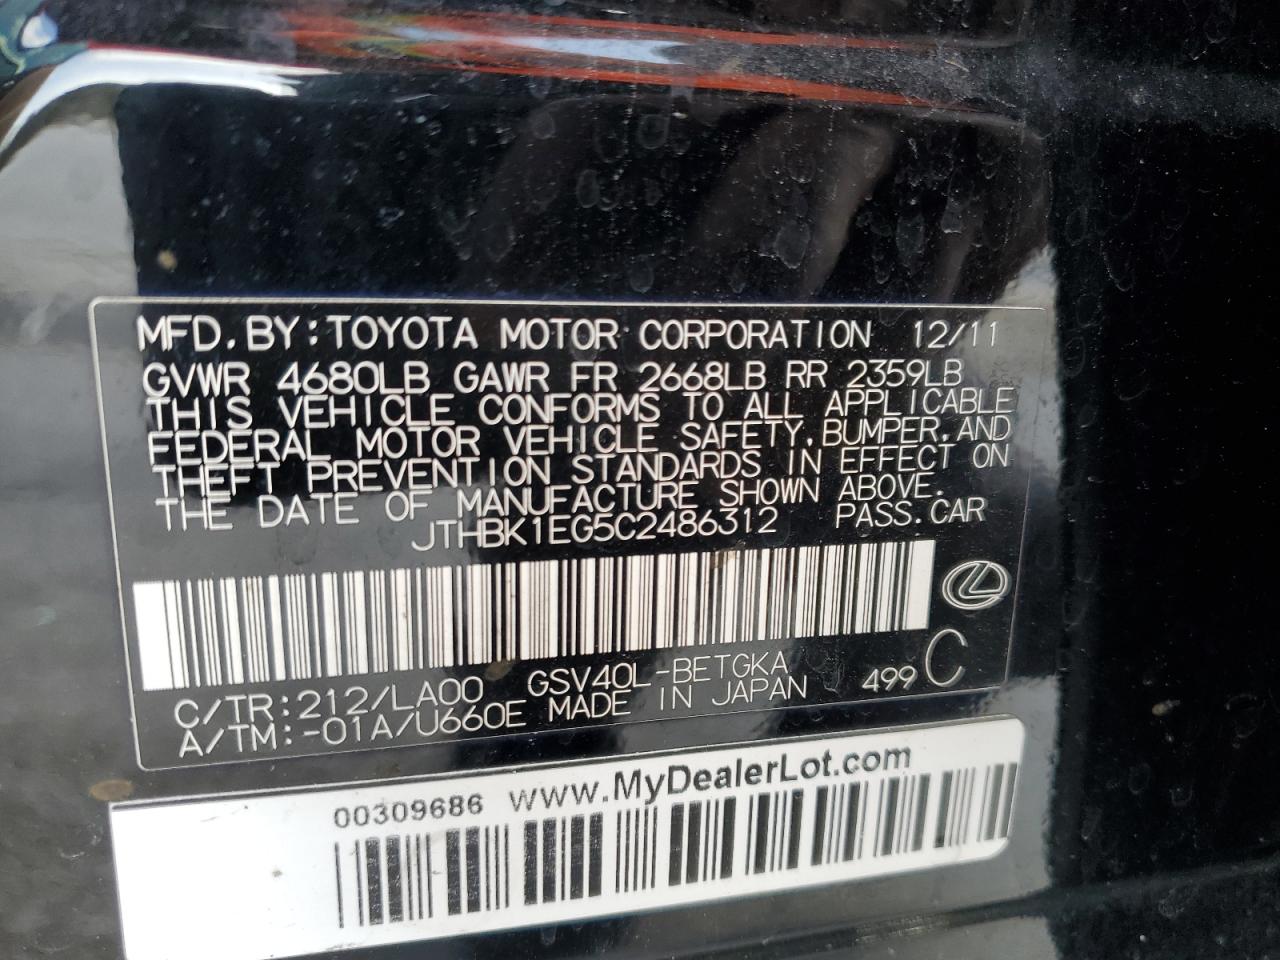 MFD.BY:TOYOTA MOTOR CORPORATION 12/11
GVWR 4680LB GAWR FR 2668LB RR 2359LB
THIS VEHICLE CONFORMS TO ALL APPLICABLE
FEDERAL MOTOR VEHICLE SAFETY,BUMPER,AND
THEFT PREVENTION STANDARDS IN EFFECT ON
THE DATE OF MANUFACTURE SHOWN ABOVE.
JTHBK1EG5C2486312 PASS.CAR
C/TR:212/LA00 GSV40L-BETGKA
A/TM:-01A/U660E MADE IN JAPAN 499 C
00309686 www.MyDealerLot.com